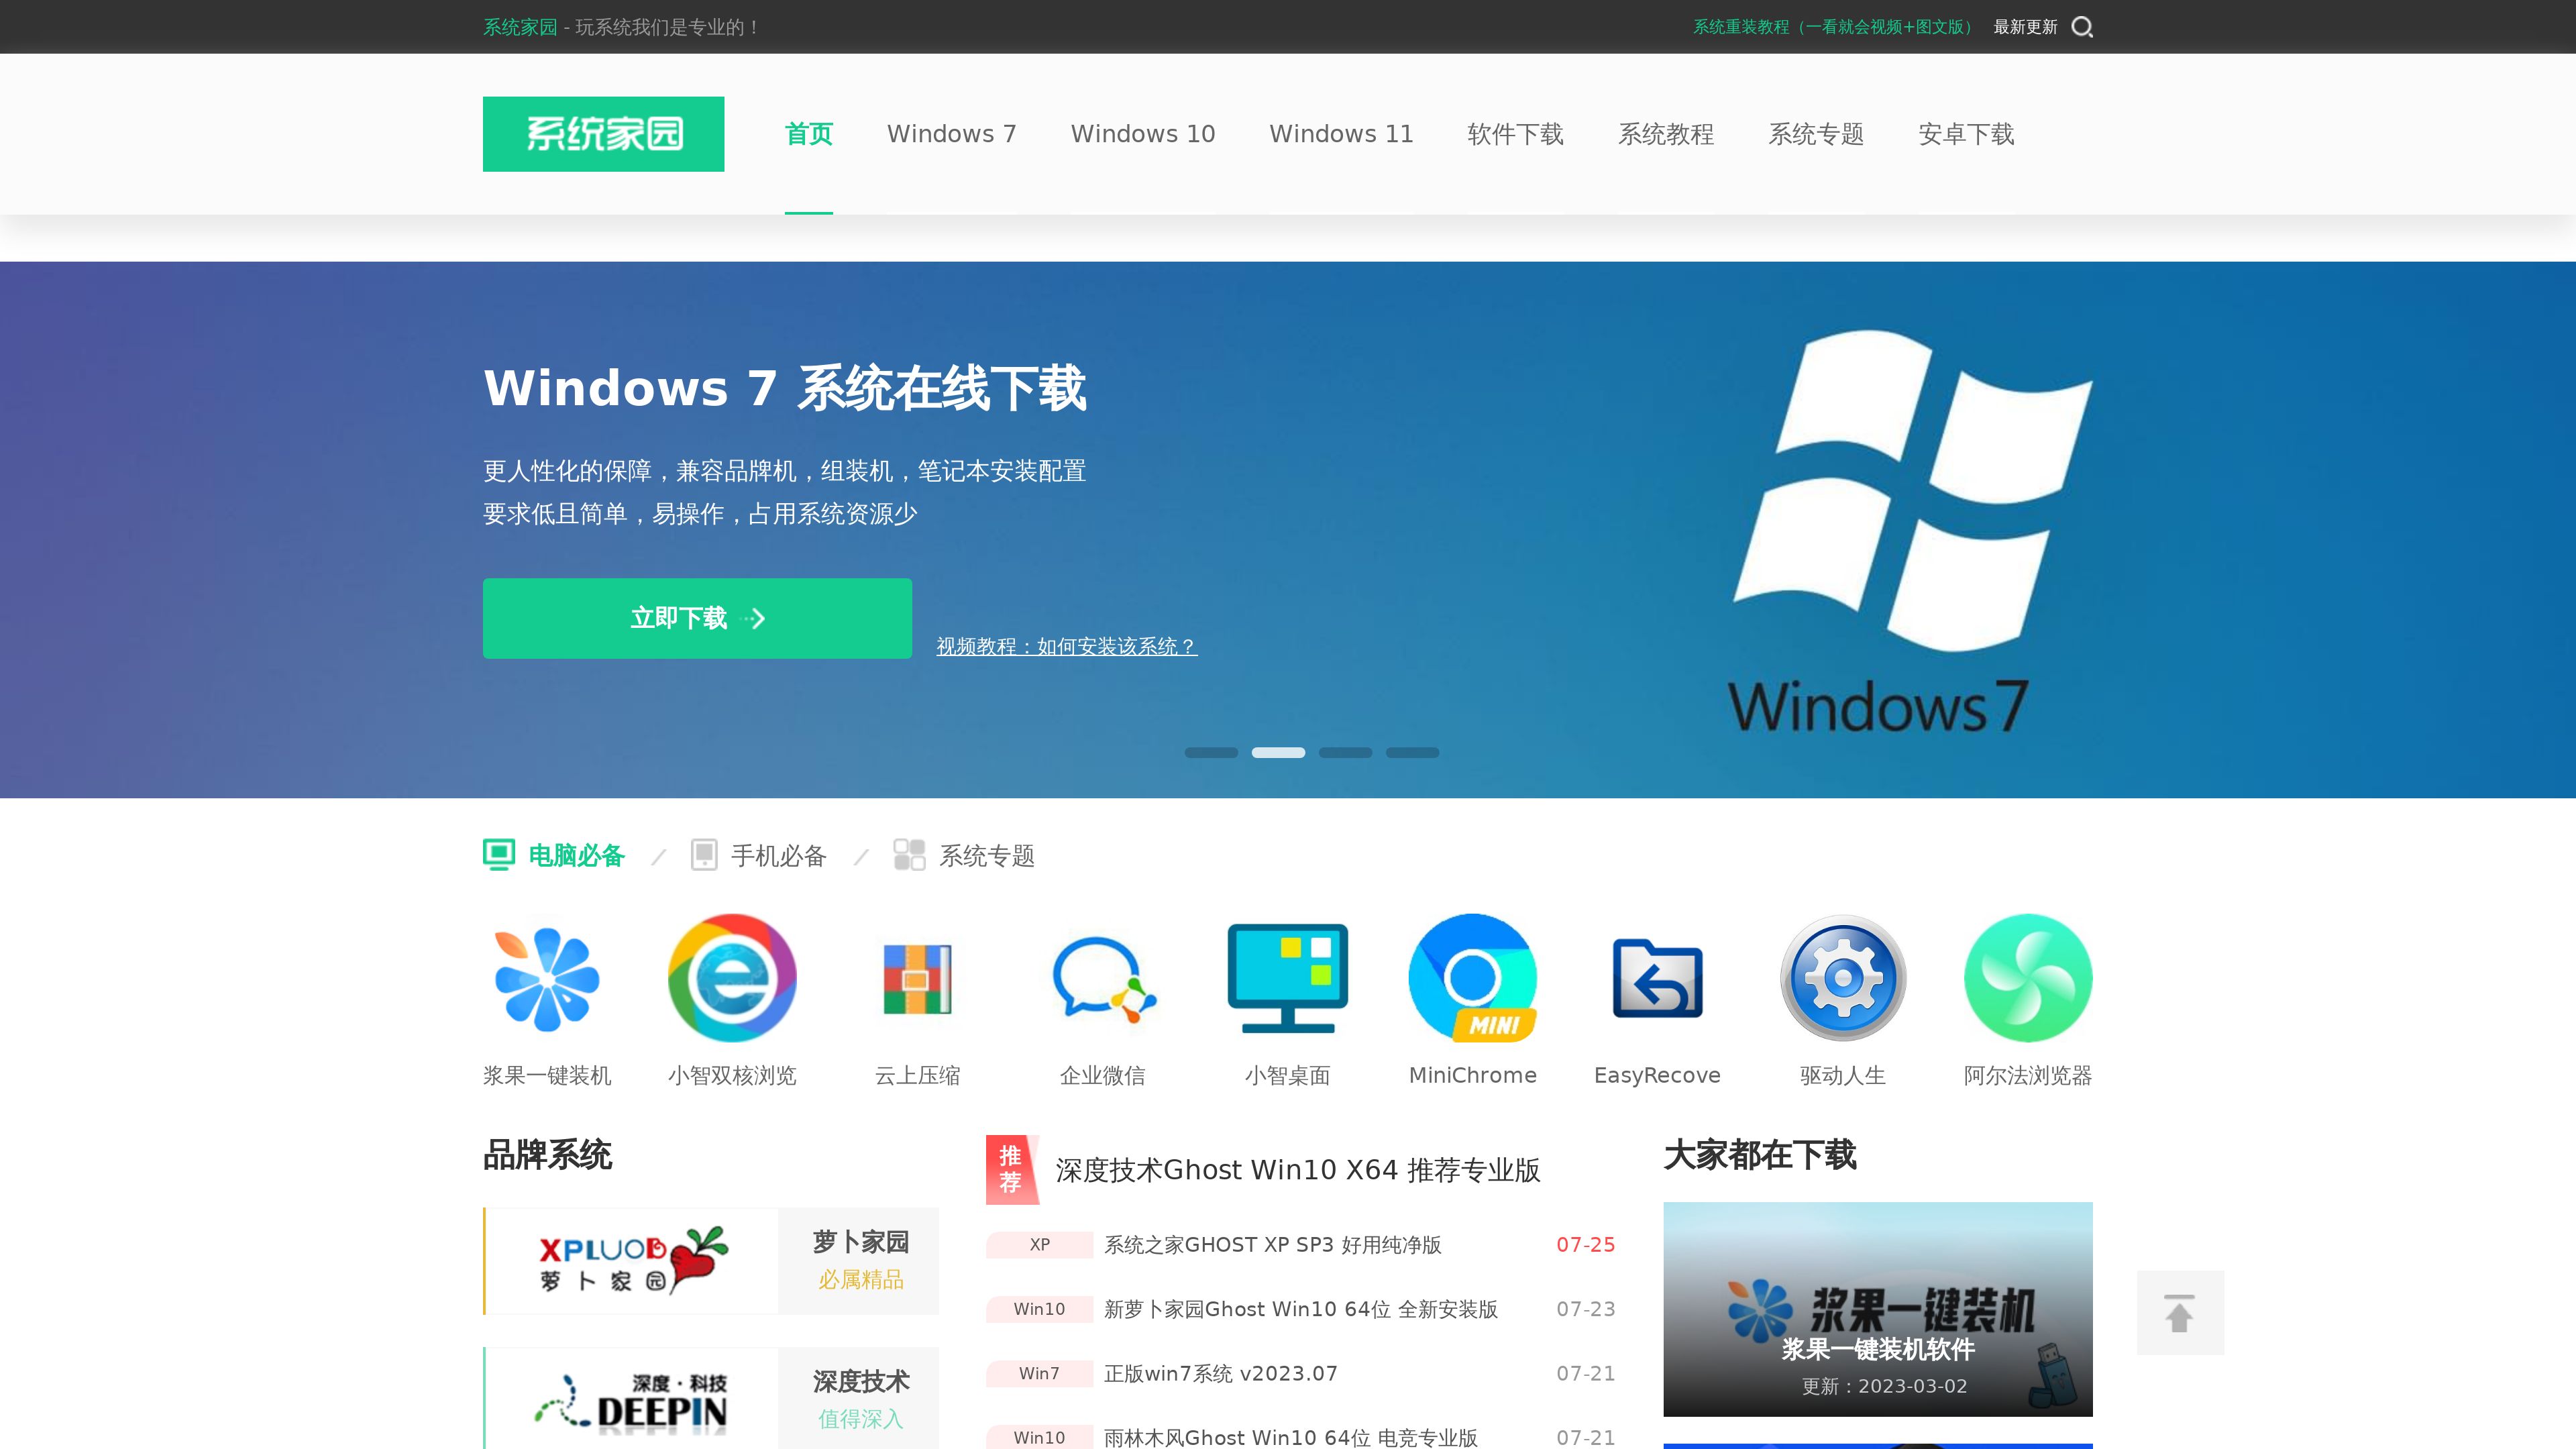 系统家园 - 玩系统我们是专业的！
系统重装教程（一看就会视频+图文版） 最新更新
系统家园
首页 Windows 7 Windows 10 Windows 11 软件下载 系统教程 系统专题 安卓下载
Windows 7 系统在线下载
更人性化的保障，兼容品牌机，组装机，笔记本安装配置
要求低且简单，易操作，占用系统资源少
立即下载
视频教程：如何安装该系统？
Windows 7
电脑必备 / 手机必备 / 系统专题
MINI
浆果一键装机 小智双核浏览 云上压缩 企业微信 小智桌面 MiniChrome EasyRecove 驱动人生 阿尔法浏览器
品牌系统
XPLUOB
萝卜家园
萝卜家园
必属精品
深度·科技
DEEPIN
深度技术
值得深入
推荐
深度技术Ghost Win10 X64 推荐专业版
XP 系统之家GHOST XP SP3 好用纯净版 07-25
Win10 新萝卜家园Ghost Win10 64位 全新安装版 07-23
Win7 正版win7系统 v2023.07 07-21
Win10 雨林木风Ghost Win10 64位 电竞专业版 07-21
大家都在下载
浆果一键装机
浆果一键装机软件
更新：2023-03-02